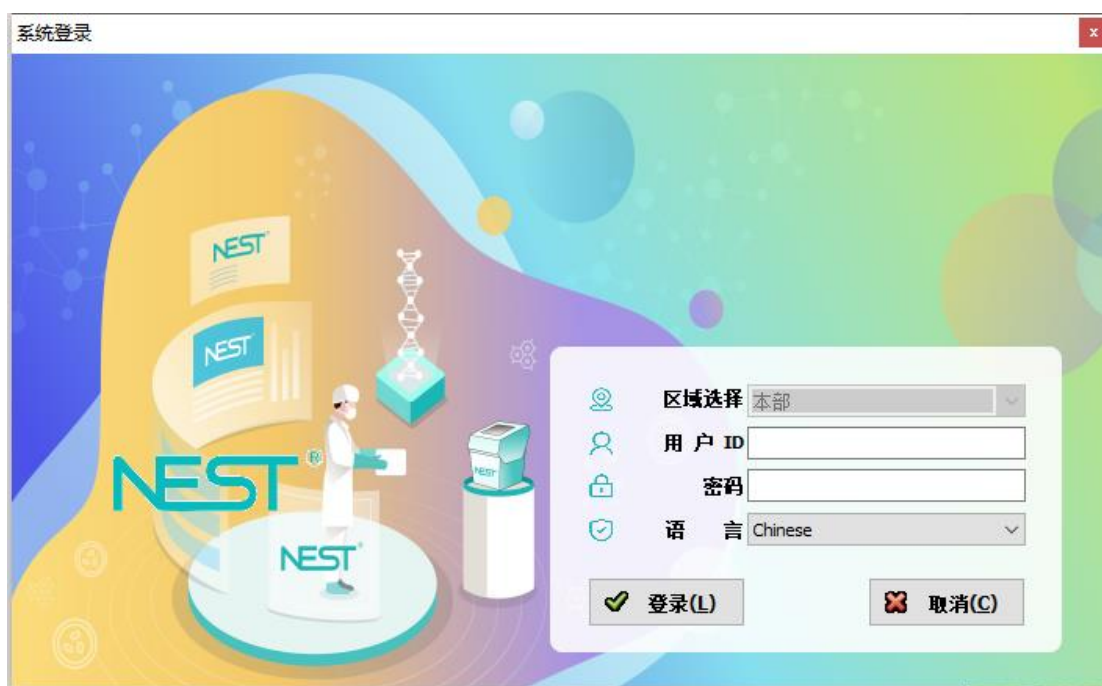 系统登录
x
NEST
NEST
NEST®
NEST
NEST
区域选择 本部
用 户 ID
密码
语 言 Chinese
登录(L)
取消(C)